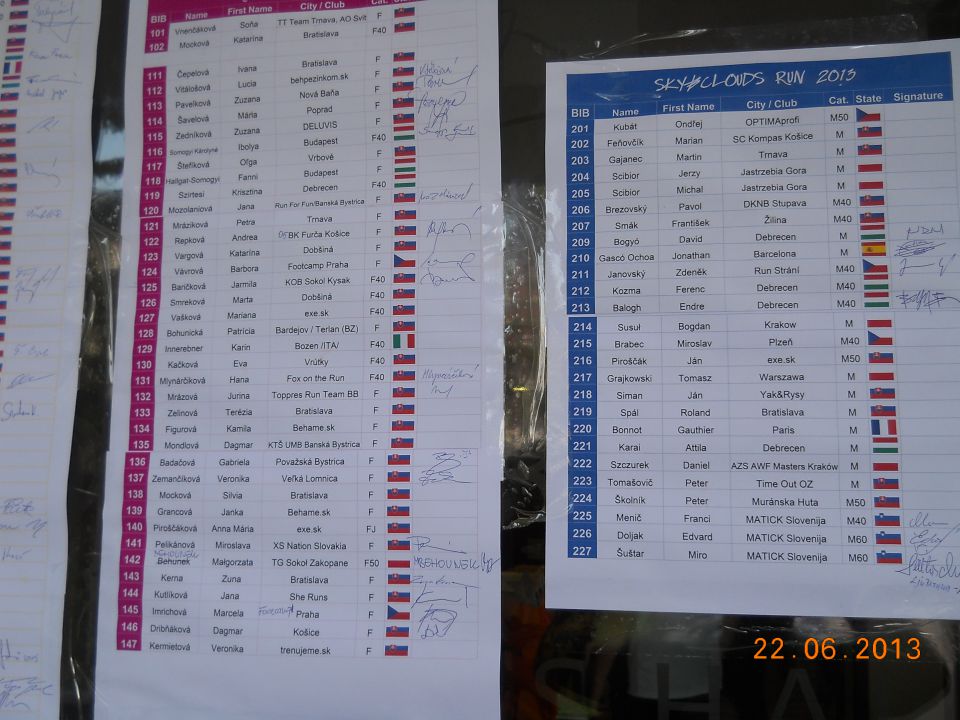 BIB Name First Name City / Club Cat.
101 Vnenčáková Soňa TT Team Trnava, AO Svit F
102 Mocková Katarína Bratislava F40
111 Čepelová Ivana Bratislava F
112 Vitálošová Lucia behpezinkom.sk F
113 Pavelková Zuzana Nová Baňa F
114 Šavelová Mária Poprad F
115 Zedníková Zuzana DELUVIS F
116 Somogyi Károlyné Ibolya Budapest F40
117 Štefíková Oľga Vrbové F
118 Hallgat-Somogyi Fanni Budapest F
119 Szirtesi Krisztina Debrecen F40
120 Mozolaniová Jana Run For Fun/Banská Bystrica F
121 Mráziková Petra Trnava F
122 Repková Andrea BK Furča Košice F
123 Vargová Katarína Dobšiná F
124 Vávrová Barbora Footcamp Praha F
125 Baričková Jarmila KOB Sokol Kysak F40
126 Smreková Marta Dobšiná F
127 Vašková Mariana exe.sk F40
128 Bohunická Patrícia Bardejov / Terlan (BZ) F
129 Innerebner Karin Bozen /ITA/ F40
130 Kačková Eva Vrútky F40
131 Mlynárčiková Hana Fox on the Run F40 Mlynarčiková
132 Mrázová Jurina Toppres Run Team BB F
133 Zelinová Terézia Bratislava F
134 Figurová Kamila Behame.sk F
135 Mondlová Dagmar KTŠ UMB Banská Bystrica F
136 Badačová Gabriela Považská Bystrica F
137 Zemančíková Veronika Veľká Lomnica F
138 Mocková Silvia Bratislava F
139 Grancová Janka Behame.sk F
140 Piroščáková Anna Mária exe.sk FJ
141 Pelikánová Miroslava XS Nation Slovakia F
142 Behunek Małgorzata TG Sokol Zakopane F50
143 Kerna Zuna Bratislava F
144 Kutlíková Jana She Runs F
145 Imrichová Marcela Footcamp Praha F
146 Dribňáková Dagmar Košice F
147 Kermietová Veronika trenujeme.sk F
SKY CLOUDS RUN 2013
BIB Name First Name City / Club Cat. State Signature
201 Kubát Ondřej OPTIMAprofi M50
202 Feňovčík Marian SC Kompas Košice M
203 Gajanec Martin Trnava M
204 Scibior Jerzy Jastrzebia Gora M
205 Scibior Michal Jastrzebia Gora M
206 Brezovský Pavol DKNB Stupava M40
207 Smák František Žilina M40
209 Bogyó David Debrecen M
210 Gascó Ochoa Jonathan Barcelona M
211 Janovský Zdeněk Run Strání M40
212 Kozma Ferenc Debrecen M40
213 Balogh Endre Debrecen M40
214 Susuł Bogdan Krakow M
215 Brabec Miroslav Plzeň M40
216 Piroščák Ján exe.sk M50
217 Grajkowski Tomasz Warszawa M
218 Siman Ján Yak&Rysy M
219 Spál Roland Bratislava M
220 Bonnot Gauthier Paris M
221 Karai Attila Debrecen M
222 Szczurek Daniel AZS AWF Masters Kraków M
223 Tomašovič Peter Time Out OZ M
224 Školník Peter Muránska Huta M50
225 Menič Franci MATICK Slovenija M40
226 Doljak Edvard MATICK Slovenija M60
227 Šuštar Miro MATICK Slovenija M60
22.06.2013